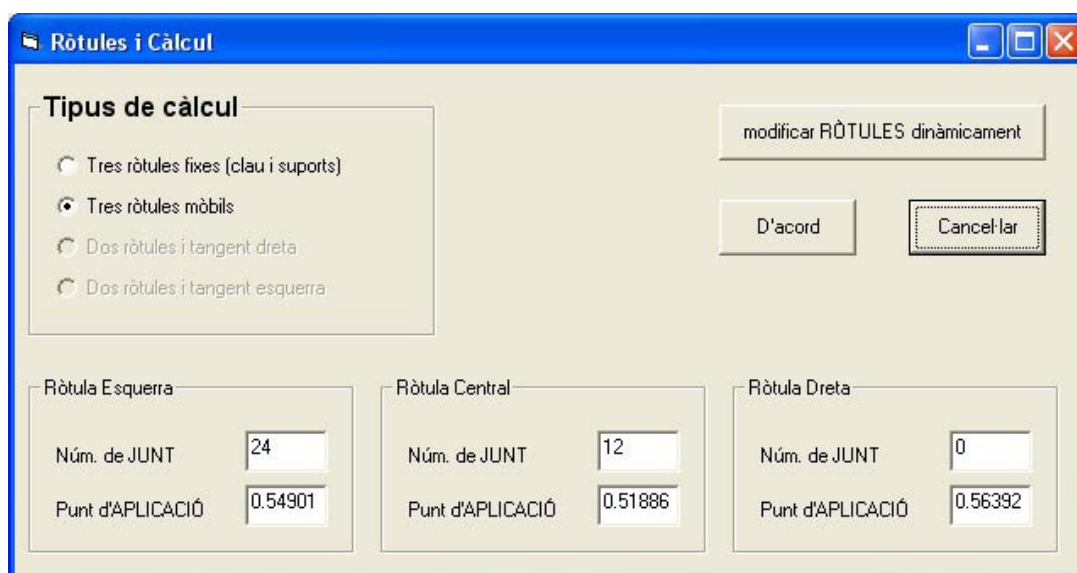 Ròtules i Càlcul
Tipus de càlcul
Tres ròtules fixes (clau i suports)
Tres ròtules mòbils
Dos ròtules i tangent dreta
Dos ròtules i tangent esquerra
modificar RÒTULES dinàmicament
D'acord
Cancel·lar
Ròtula Esquerra
Núm. de JUNT 24
Punt d'APLICACIÓ 0.54901
Ròtula Central
Núm. de JUNT 12
Punt d'APLICACIÓ 0.51886
Ròtula Dreta
Núm. de JUNT 0
Punt d'APLICACIÓ 0.56392